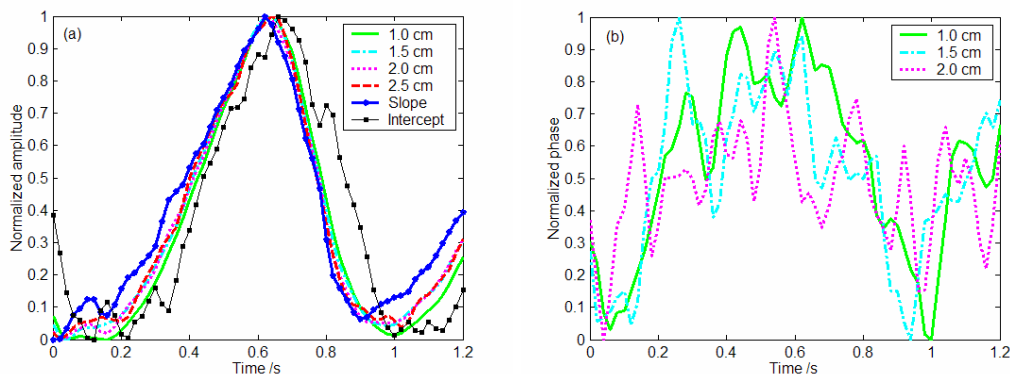 (a)
1.0 cm
1.5 cm
2.0 cm
2.5 cm
Slope
Intercept
Normalized amplitude
1
0.9
0.8
0.7
0.6
0.5
0.4
0.3
0.2
0.1
0
0 0.2 0.4 0.6 0.8 1 1.2
Time /s
(b)
1.0 cm
1.5 cm
2.0 cm
Normalized phase
1
0.9
0.8
0.7
0.6
0.5
0.4
0.3
0.2
0.1
0
0 0.2 0.4 0.6 0.8 1 1.2
Time /s